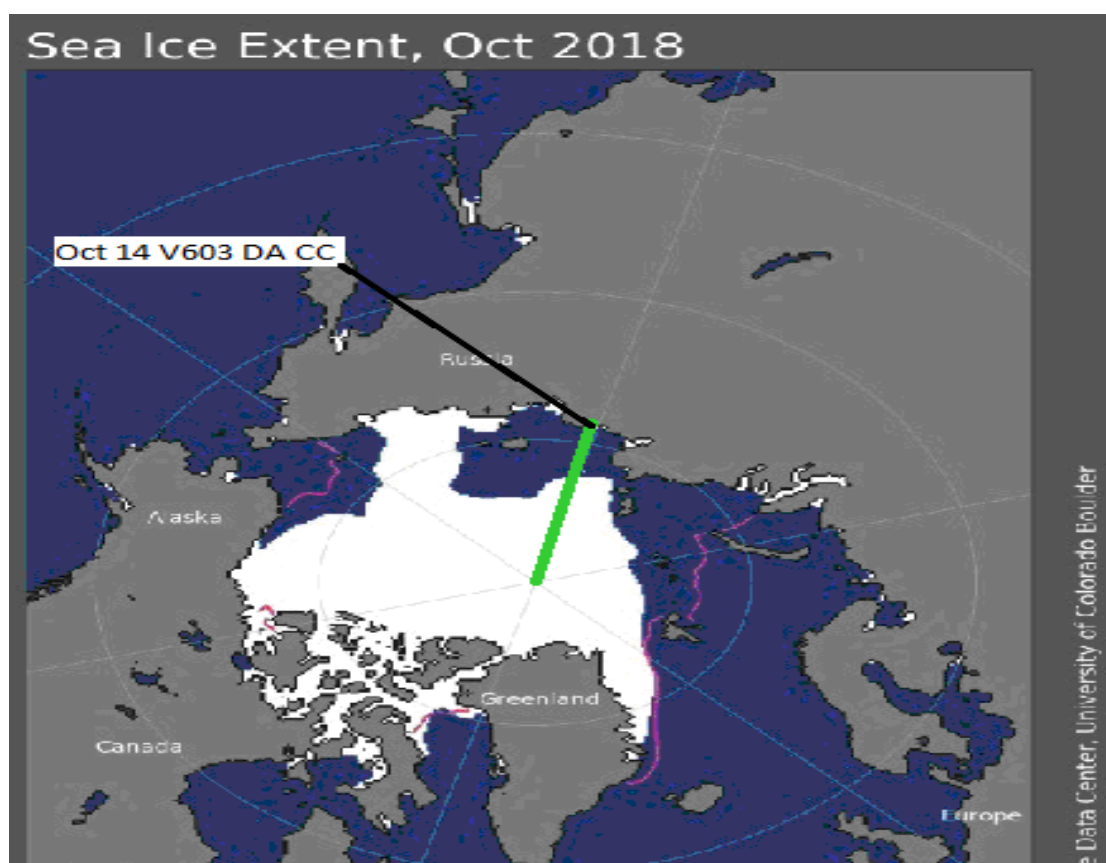 Sea Ice Extent, Oct 2018
Oct 14 V603 DA CC
Russia
Alaska
Greenland
Canada
Europe
Data Center, University of Colorado Boulder